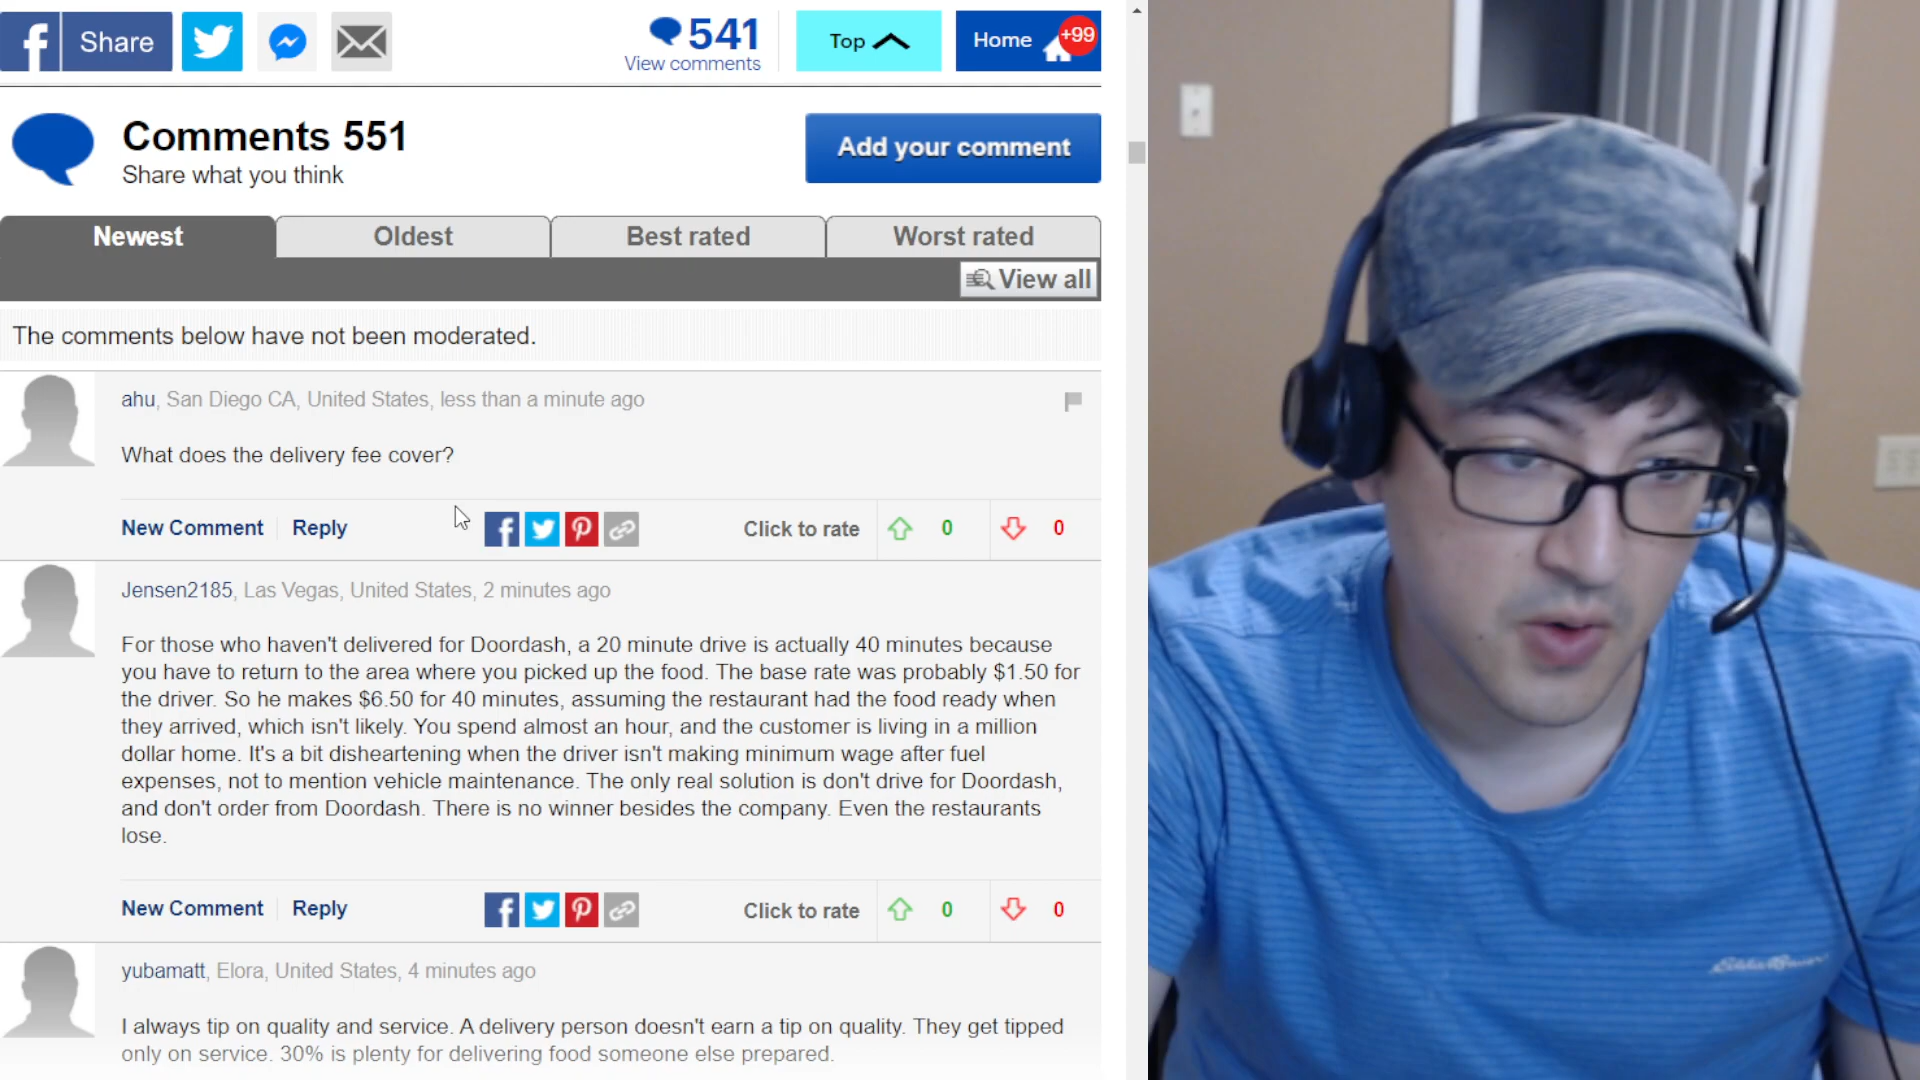 f Share
541
View comments
Top
Home
+99
Comments 551
Share what you think
Add your comment
Newest
Oldest
Best rated
Worst rated
View all
The comments below have not been moderated.
ahu, San Diego CA, United States, less than a minute ago
What does the delivery fee cover?
New Comment
Reply
Click to rate
0
0
Jensen2185, Las Vegas, United States, 2 minutes ago
For those who haven't delivered for Doordash, a 20 minute drive is actually 40 minutes because
you have to return to the area where you picked up the food. The base rate was probably $1.50 for
the driver. So he makes $6.50 for 40 minutes, assuming the restaurant had the food ready when
they arrived, which isn't likely. You spend almost an hour, and the customer is living in a million
dollar home. It's a bit disheartening when the driver isn't making minimum wage after fuel
expenses, not to mention vehicle maintenance. The only real solution is don't drive for Doordash,
and don't order from Doordash. There is no winner besides the company. Even the restaurants
lose.
New Comment
Reply
Click to rate
0
0
yubamatt, Elora, United States, 4 minutes ago
I always tip on quality and service. A delivery person doesn't earn a tip on quality. They get tipped
only on service. 30% is plenty for delivering food someone else prepared.
Eddie Bauer